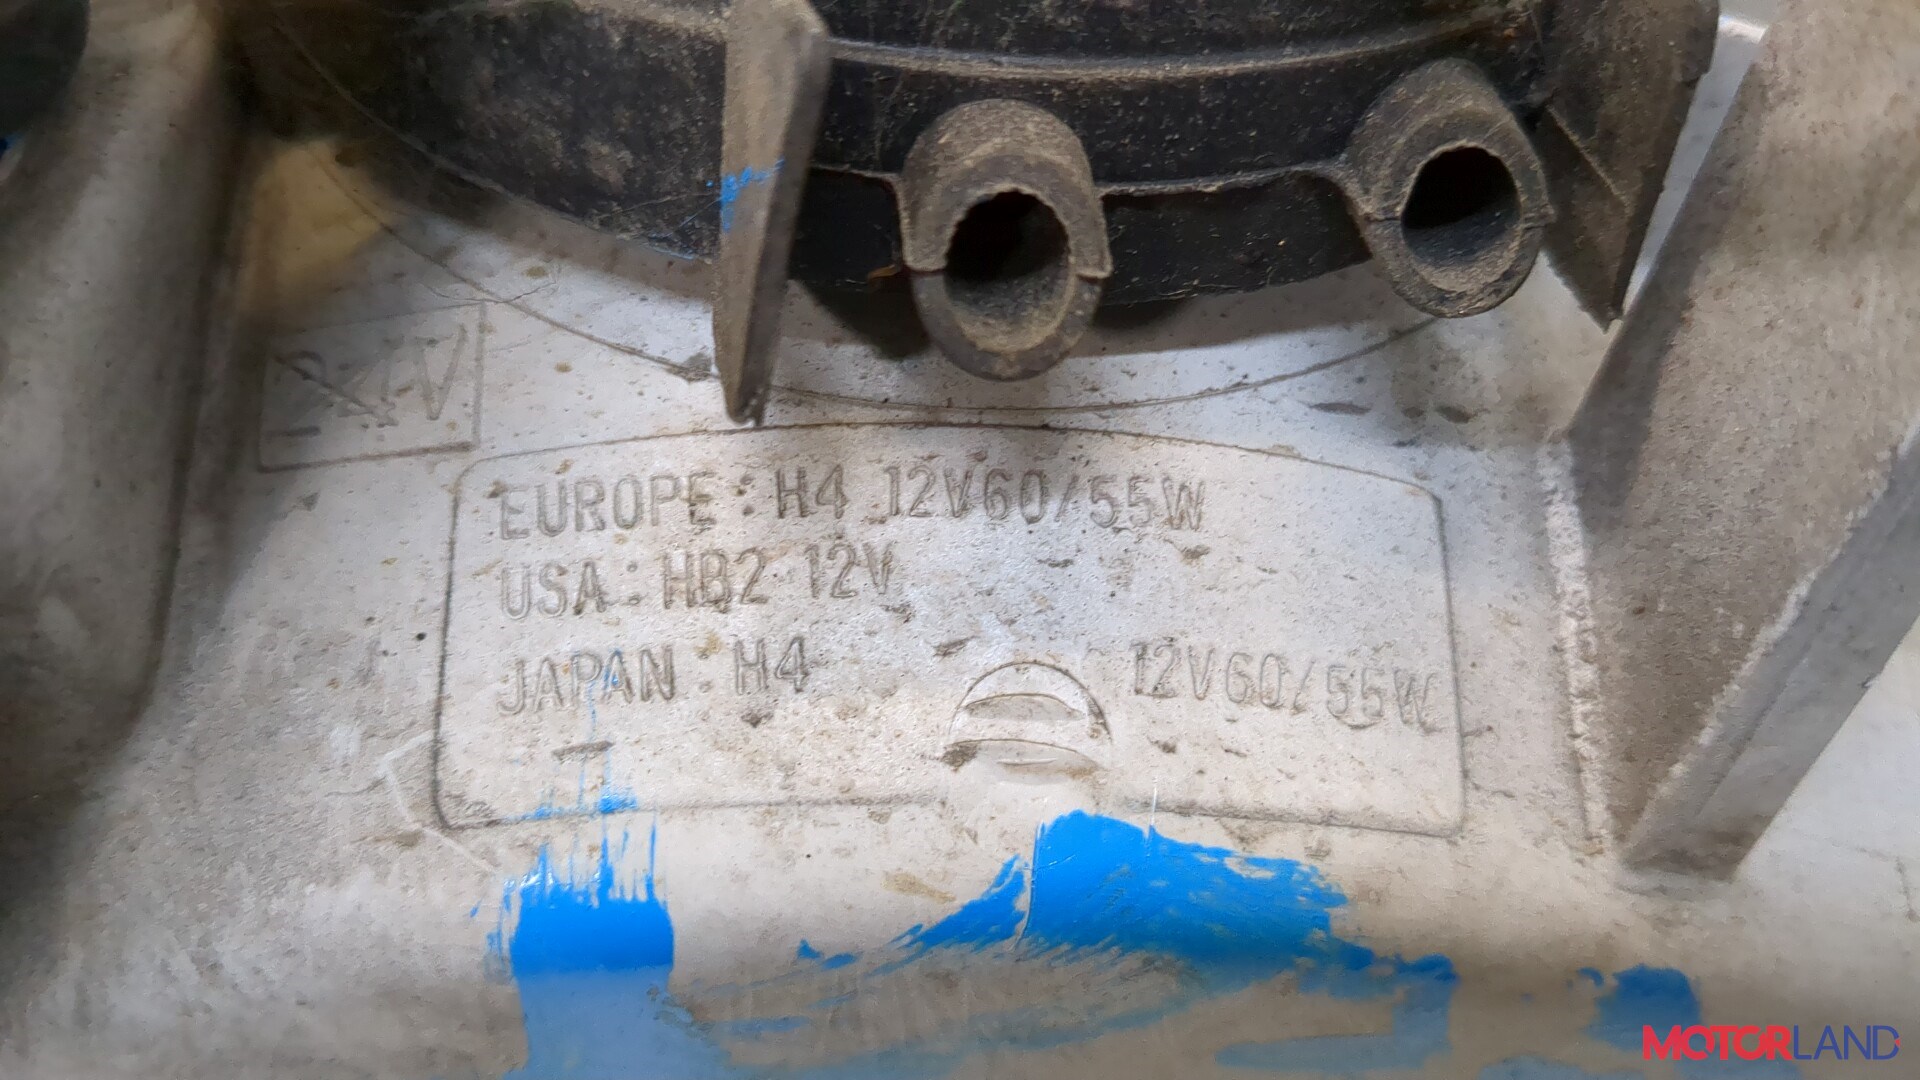 24V
EUROPE : H4 12V60/55W
USA : HB2 12V
JAPAN : H4 12V60/55W
MOTORLAND